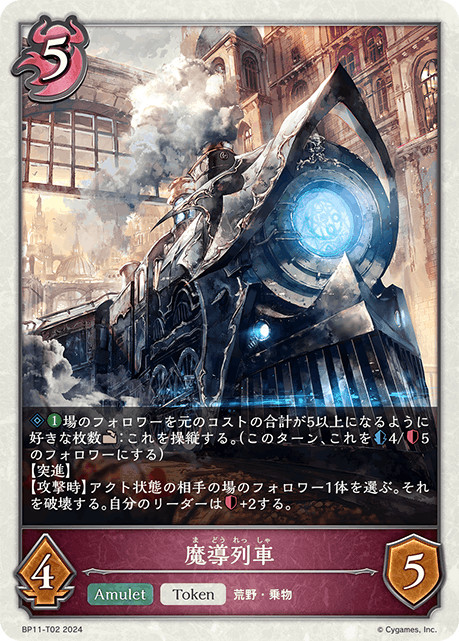 5
①場のフォロワーを元のコストの合計が5以上になるように
好きな枚数:これを操縦する。(このターン、これを4/5
のフォロワーにする)
【突進】
【攻撃時】アクト状態の相手の場のフォロワー1体を選ぶ。それ
を破壊する。自分のリーダーは+2する。
まどうれっしゃ
魔導列車
4
5
Amulet Token 荒野・乗物
BP11-T02 2024 © Cygames, Inc.